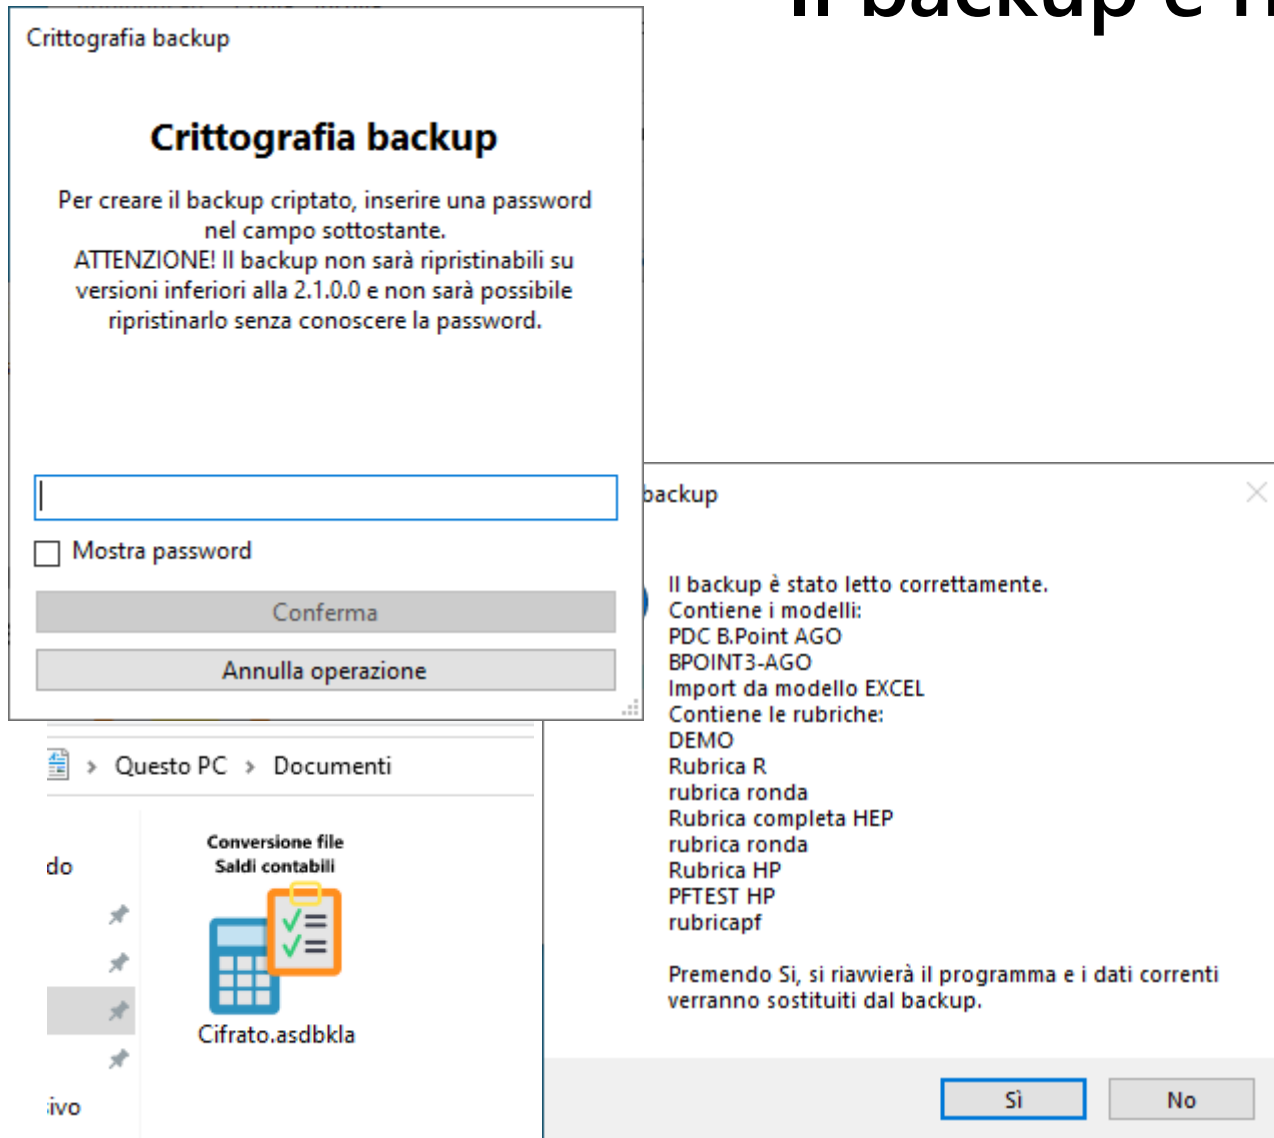 Il backup è
Crittografia backup
Crittografia backup
Per creare il backup criptato, inserire una password
nel campo sottostante.
ATTENZIONE! Il backup non sarà ripristinabili su
versioni inferiori alla 2.1.0.0 e non sarà possibile
ripristinarlo senza conoscere la password.
Mostra password
Conferma
Annulla operazione
backup
Il backup è stato letto correttamente.
Contiene i modelli:
PDC B.Point AGO
BPOINT3-AGO
Import da modello EXCEL
Contiene le rubriche:
DEMO
Rubrica R
rubrica ronda
Rubrica completa HEP
rubrica ronda
Rubrica HP
PFTEST HP
rubricapf
Premendo Si, si riavvierà il programma e i dati correnti
verranno sostituiti dal backup.
Sì
No
Questo PC > Documenti
do
ivo
Conversione file
Saldi contabili
Cifrato.asdbkla